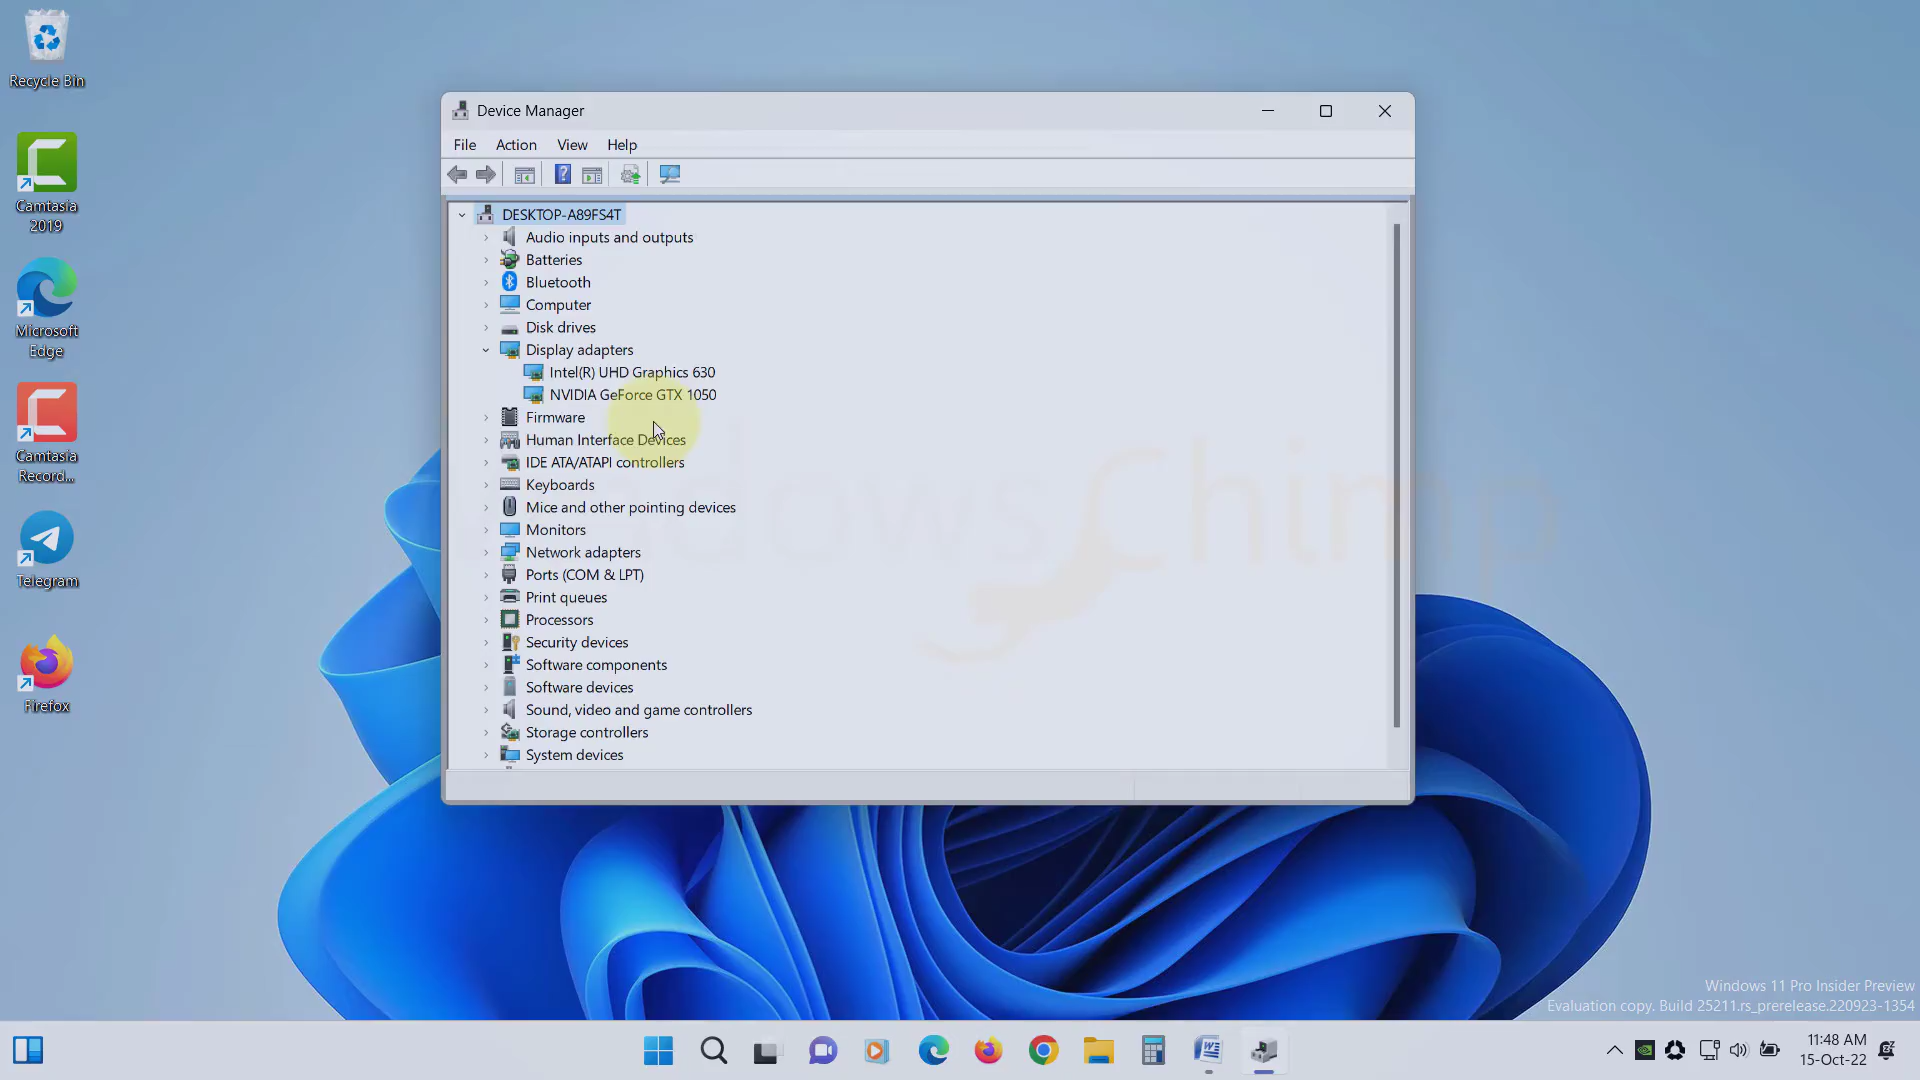 Recycle Bin
Camtasia
2019
Microsoft
Edge
Camtasia
Record...
Telegram
Firefox
Device Manager
File Action View Help
DESKTOP-A89FS4T
Audio inputs and outputs
Batteries
Bluetooth
Computer
Disk drives
Display adapters
Intel(R) UHD Graphics 630
NVIDIA GeForce GTX 1050
Firmware
Human Interface Devices
IDE ATA/ATAPI controllers
Keyboards
Mice and other pointing devices
Monitors
Network adapters
Ports (COM & LPT)
Print queues
Processors
Security devices
Software components
Software devices
Sound, video and game controllers
Storage controllers
System devices
Windows Chimp
Windows 11 Pro Insider Preview
Evaluation copy. Build 25211.rs_prerelease.220923-1354
11:48 AM
15-Oct-22